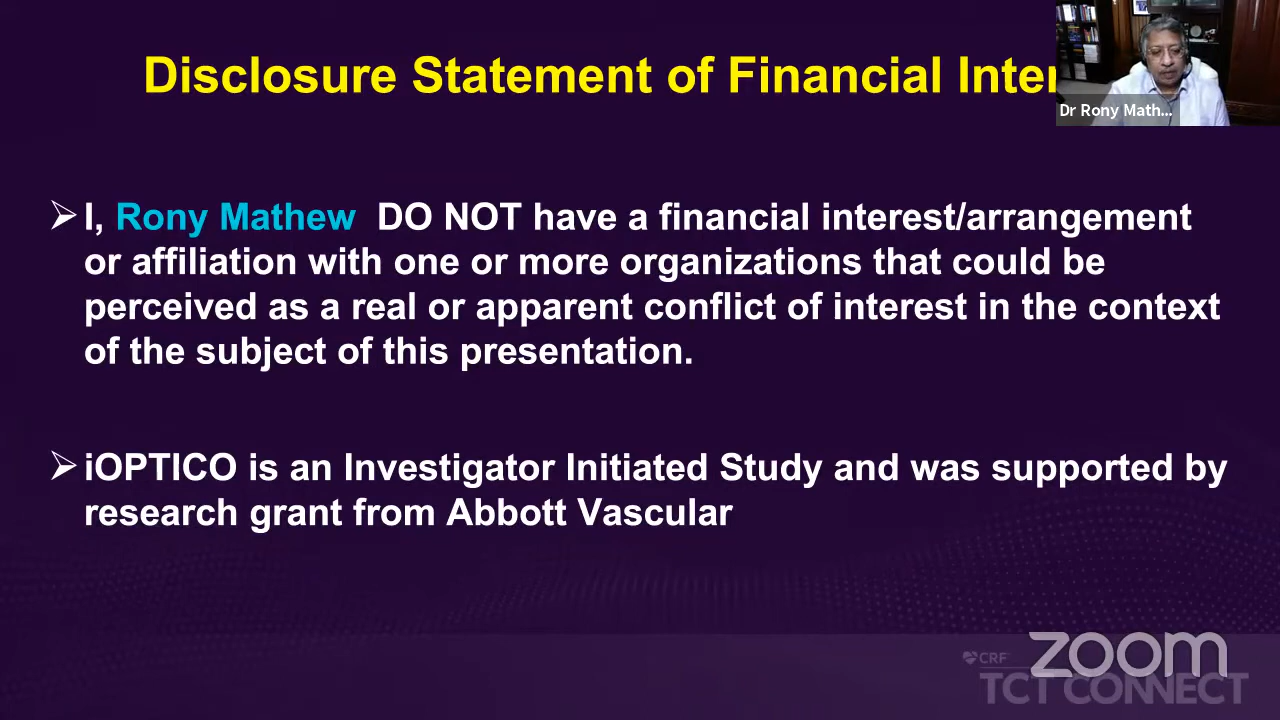 Disclosure Statement of Financial Inter
Dr Rony Math...
➢ I, Rony Mathew DO NOT have a financial interest/arrangement
or affiliation with one or more organizations that could be
perceived as a real or apparent conflict of interest in the context
of the subject of this presentation.
➢ iOPTICO is an Investigator Initiated Study and was supported by
research grant from Abbott Vascular
zoom
CRF
TCT CONNECT